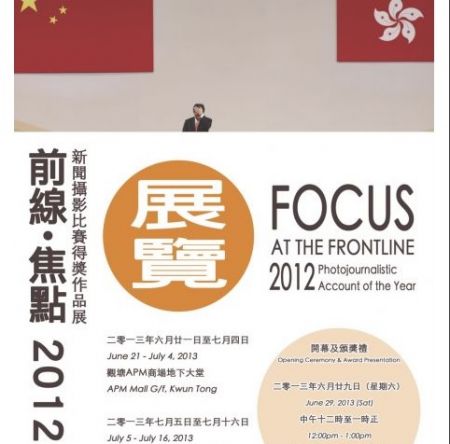 新聞攝影比賽得獎作品展
前線·焦點 2012
展
覽
FOCUS
AT THE FRONTLINE
2012 Photojournalistic
Account of the Year
二零一三年六月廿一日至七月四日
June 21 - July 4, 2013
觀塘APM商場地下大堂
APM Mall G/f, Kwun Tong
二零一三年七月五日至七月十六日
July 5 - July 16, 2013
開幕及頒獎禮
Opening Ceremony & Award Presentation
二零一三年六月廿九日（星期六）
June 29, 2013 (Sat)
中午十二時至一時正
12:00pm - 1:00pm